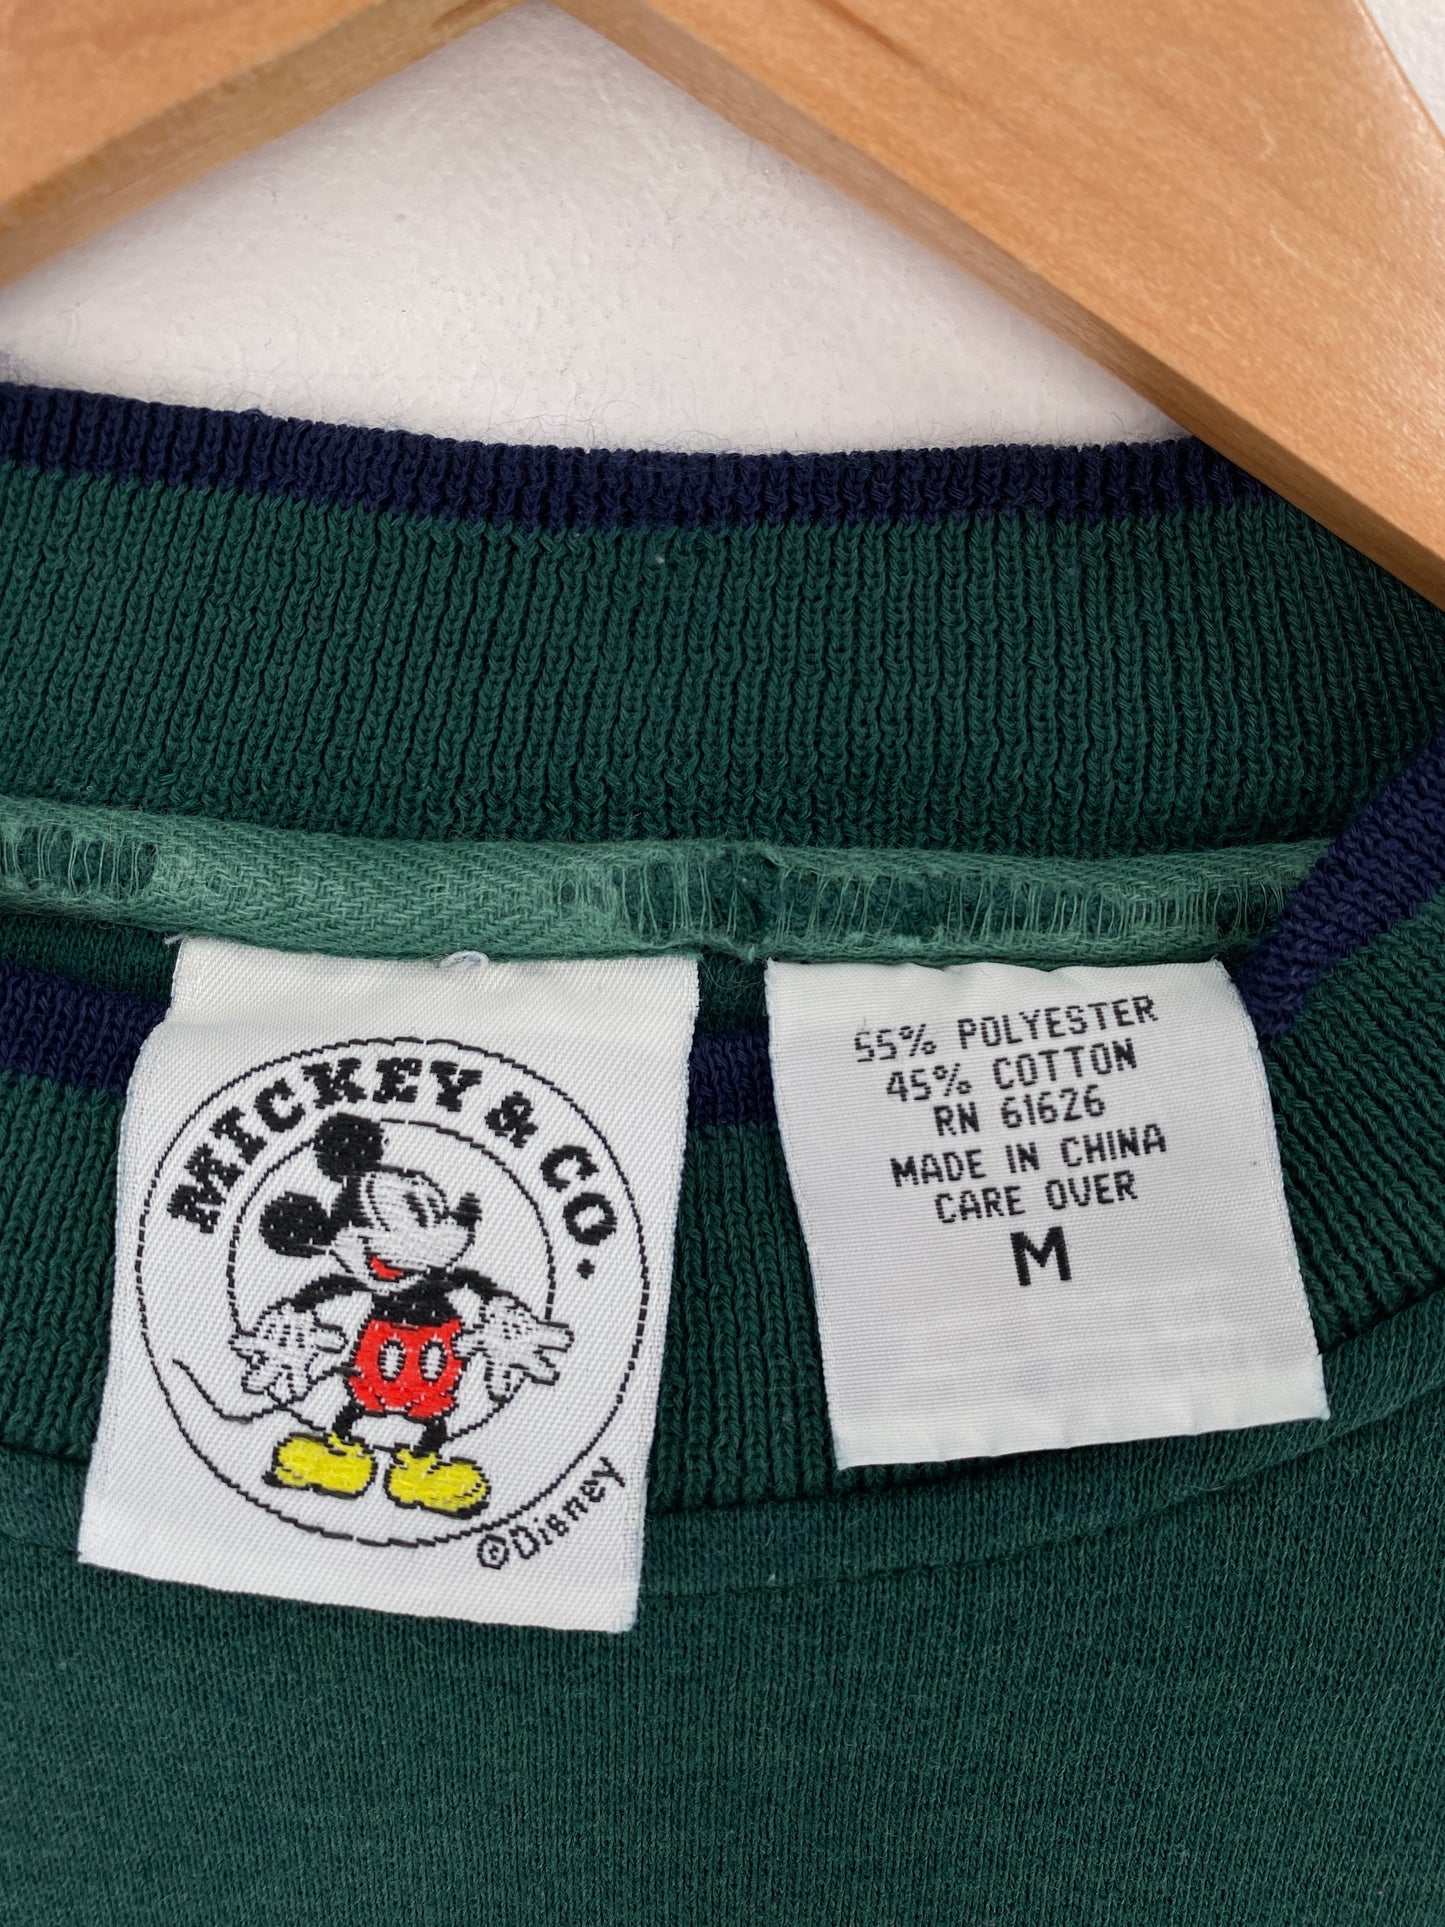 MICKEY & CO.
©Disney
55% POLYESTER
45% COTTON
RN 61626
MADE IN CHINA
CARE OVER
M